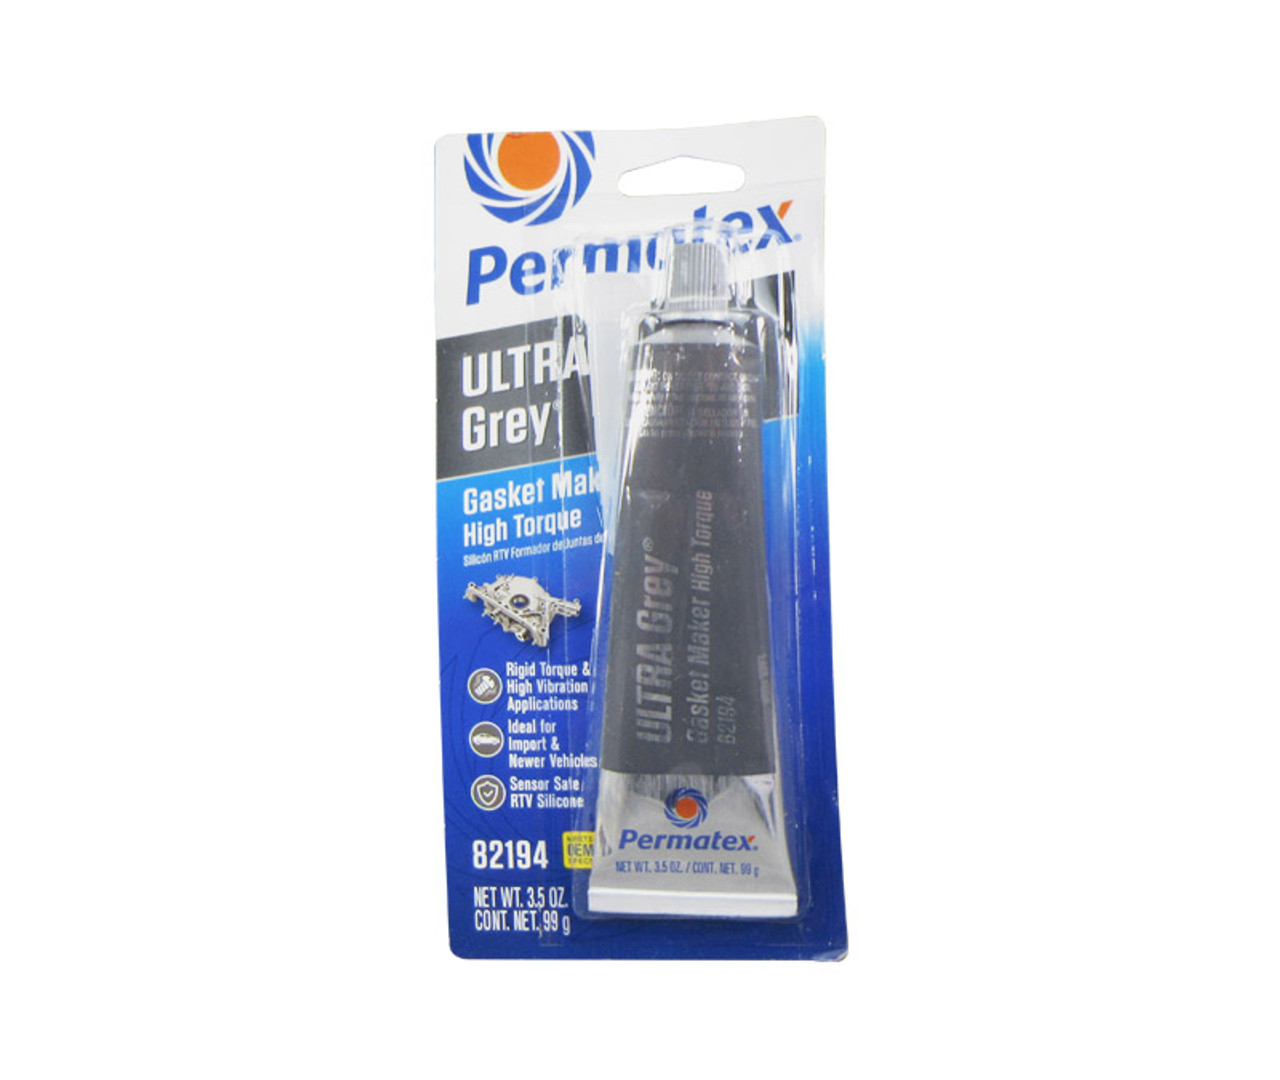 Permatex
ULTRA
Grey®
Gasket Mak
High Torque
Silicón RTV Formador de Juntas de
Rigid Torque &
High Vibration
Applications
Ideal for
Import &
Newer Vehicles
Sensor Safe
RTV Silicone
82194
OEM
NET WT. 3.5 OZ.
CONT. NET. 99 g
ULTRA Grey®
Gasket Maker High Torque
82194
Permatex®
NET WT. 3.5 OZ. / CONT. NET. 99 g